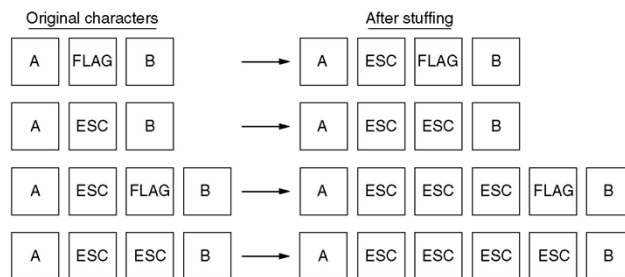 Original characters After stuffing
A FLAG B A ESC FLAG B
A ESC B A ESC ESC B
A ESC FLAG B A ESC ESC ESC FLAG B
A ESC ESC B A ESC ESC ESC ESC B